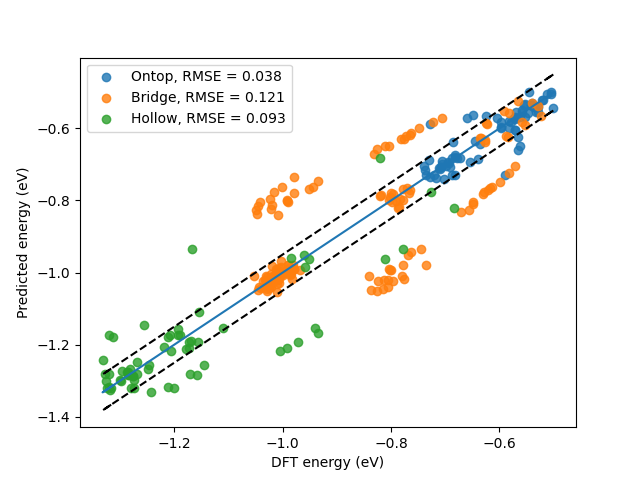 Ontop, RMSE = 0.038
Bridge, RMSE = 0.121
Hollow, RMSE = 0.093
Predicted energy (eV)
−0.6
−0.8
−1.0
−1.2
−1.4
−1.2 −1.0 −0.8 −0.6
DFT energy (eV)